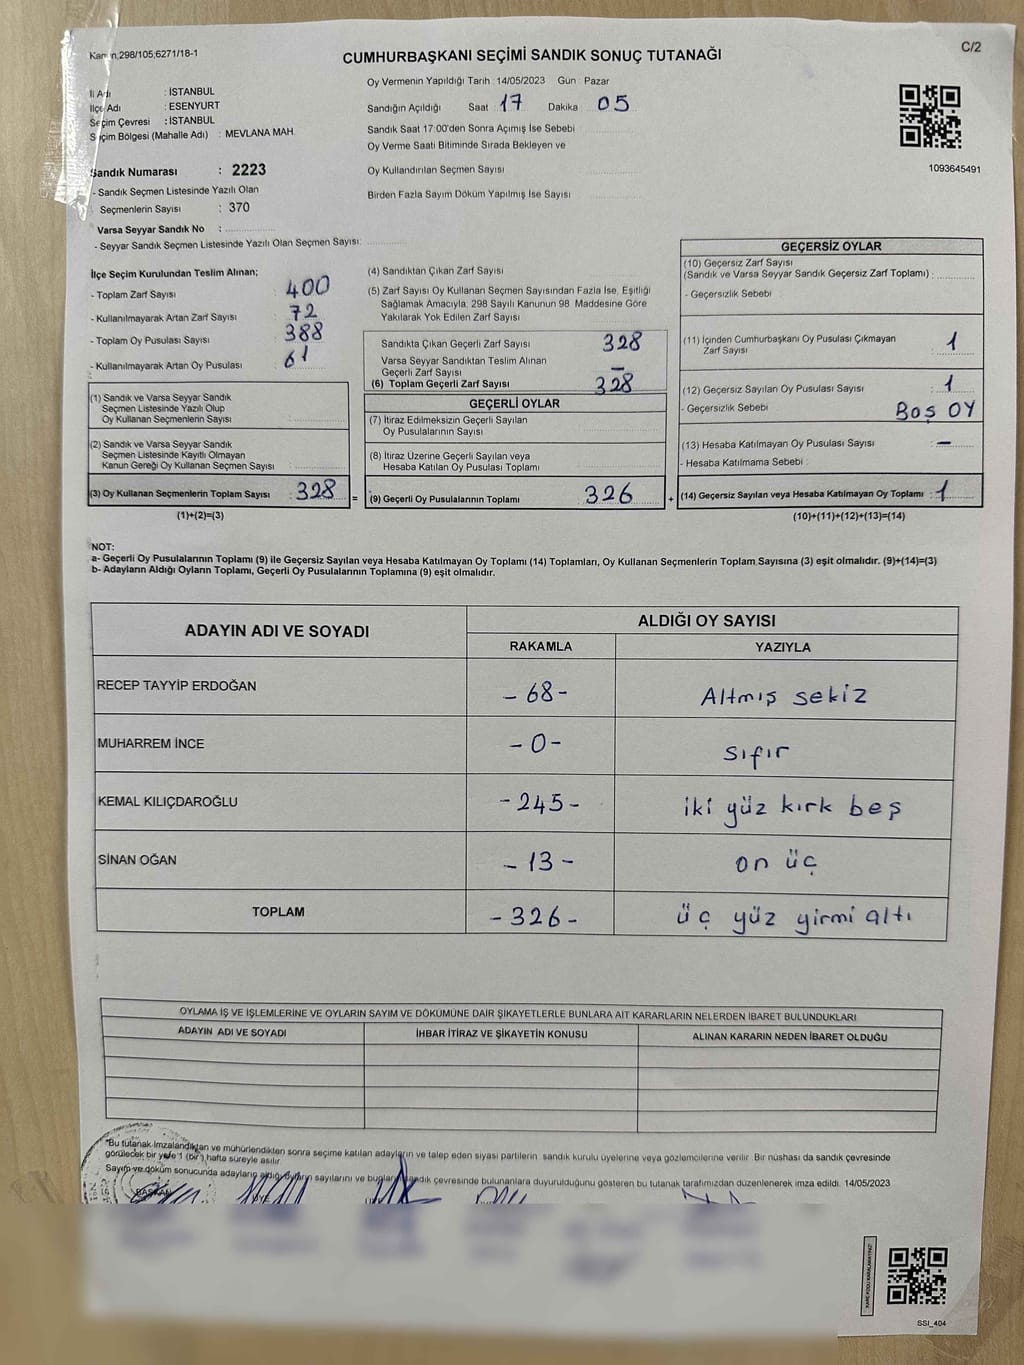 Kanun;298/105;6271/18-1
CUMHURBAŞKANI SEÇİMİ SANDIK SONUÇ TUTANAĞI
C/2
İl Adı : İSTANBUL
İlçe Adı : ESENYURT
Seçim Çevresi : İSTANBUL
Seçim Bölgesi (Mahalle Adı) : MEVLANA MAH.
Sandık Numarası : 2223
- Sandık Seçmen Listesinde Yazılı Olan
Seçmenlerin Sayısı : 370
Varsa Seyyar Sandık No :
- Seyyar Sandık Seçmen Listesinde Yazılı Olan Seçmen Sayısı:
Oy Vermenin Yapıldığı Tarih : 14/05/2023 Gün Pazar
Sandığın Açıldığı Saat 17 Dakika 05
Sandık Saat 17:00'den Sonra Açımış İse Sebebi
Oy Verme Saati Bitiminde Sırada Bekleyen ve
Oy Kullandırılan Seçmen Sayısı
Birden Fazla Sayım Döküm Yapılmış İse Sayısı
1093645491
İlçe Seçim Kurulundan Teslim Alınan;
- Toplam Zarf Sayısı : 400
- Kullanılmayarak Artan Zarf Sayısı : 72
- Toplam Oy Pusulası Sayısı : 388
- Kullanılmayarak Artan Oy Pusulası : 61
(1) Sandık ve Varsa Seyyar Sandık
Seçmen Listesinde Yazılı Olup
Oy Kullanan Seçmenlerin Sayısı :
(2) Sandık ve Varsa Seyyar Sandık
Seçmen Listesinde Kayıtlı Olmayan
Kanun Gereği Oy Kullanan Seçmen Sayısı :
(3) Oy Kullanan Seçmenlerin Toplam Sayısı : 328
(1)+(2)=(3)
=
(4) Sandıktan Çıkan Zarf Sayısı :
(5) Zarf Sayısı Oy Kullanan Seçmen Sayısından Fazla İse, Eşitliği
Sağlamak Amacıyla, 298 Sayılı Kanunun 98. Maddesine Göre
Yakılarak Yok Edilen Zarf Sayısı :
Sandıkta Çıkan Geçerli Zarf Sayısı : 328
Varsa Seyyar Sandıktan Teslim Alınan
Geçerli Zarf Sayısı : –
(6) Toplam Geçerli Zarf Sayısı : 328
GEÇERLİ OYLAR
(7) İtiraz Edilmeksizin Geçerli Sayılan
Oy Pusulalarının Sayısı :
(8) İtiraz Üzerine Geçerli Sayılan veya
Hesaba Katılan Oy Pusulası Toplamı :
(9) Geçerli Oy Pusulalarının Toplamı : 326
+
GEÇERSİZ OYLAR
(10) Geçersiz Zarf Sayısı
(Sandık ve Varsa Seyyar Sandık Geçersiz Zarf Toplamı) :
- Geçersizlik Sebebi :
(11) İçinden Cumhurbaşkanı Oy Pusulası Çıkmayan
Zarf Sayısı : 1
(12) Geçersiz Sayılan Oy Pusulası Sayısı : 1
- Geçersizlik Sebebi : Boş OY
(13) Hesaba Katılmayan Oy Pusulası Sayısı : –
- Hesaba Katılmama Sebebi :
(14) Geçersiz Sayılan veya Hesaba Katılmayan Oy Toplamı : 1
(10)+(11)+(12)+(13)=(14)
NOT:
a- Geçerli Oy Pusulalarının Toplamı (9) ile Geçersiz Sayılan veya Hesaba Katılmayan Oy Toplamı (14) Toplamları, Oy Kullanan Seçmenlerin Toplam Sayısına (3) eşit olmalıdır. (9)+(14)=(3)
b- Adayların Aldığı Oyların Toplamı, Geçerli Oy Pusulalarının Toplamına (9) eşit olmalıdır.
ADAYIN ADI VE SOYADI
ALDIĞI OY SAYISI
RAKAMLA YAZIYLA
RECEP TAYYİP ERDOĞAN - 68 - Altmış sekiz
MUHARREM İNCE - 0 - sıfır
KEMAL KILIÇDAROĞLU - 245 - iki yüz kırk beş
SİNAN OĞAN - 13 - on üç
TOPLAM - 326 - üç yüz yirmi altı
OYLAMA İŞ VE İŞLEMLERİNE VE OYLARIN SAYIM VE DÖKÜMÜNE DAİR ŞİKAYETLERLE BUNLARA AİT KARARLARIN NELERDEN İBARET BULUNDUKLARI
ADAYIN ADI VE SOYADI İHBAR İTİRAZ VE ŞİKAYETİN KONUSU ALINAN KARARIN NEDEN İBARET OLDUĞU
*Bu tutanak İmzalandıktan ve mühürlendikten sonra seçime katılan adayların ve talep eden siyasi partilerin sandık kurulu üyelerine veya gözlemcilerine verilir. Bir nüshası da sandık çevresinde
görülecek bir yere 1 (bir) hafta süreyle asılır.
Sayım ve döküm sonucunda adayların aldığı oyların sayılarını ve bunların sandık çevresinde bulunanlara duyurulduğunu gösteren bu tutanak tarafımızdan düzenlenerek imza edildi. 14/05/2023
BAŞKAN ÜYE
SSI_404